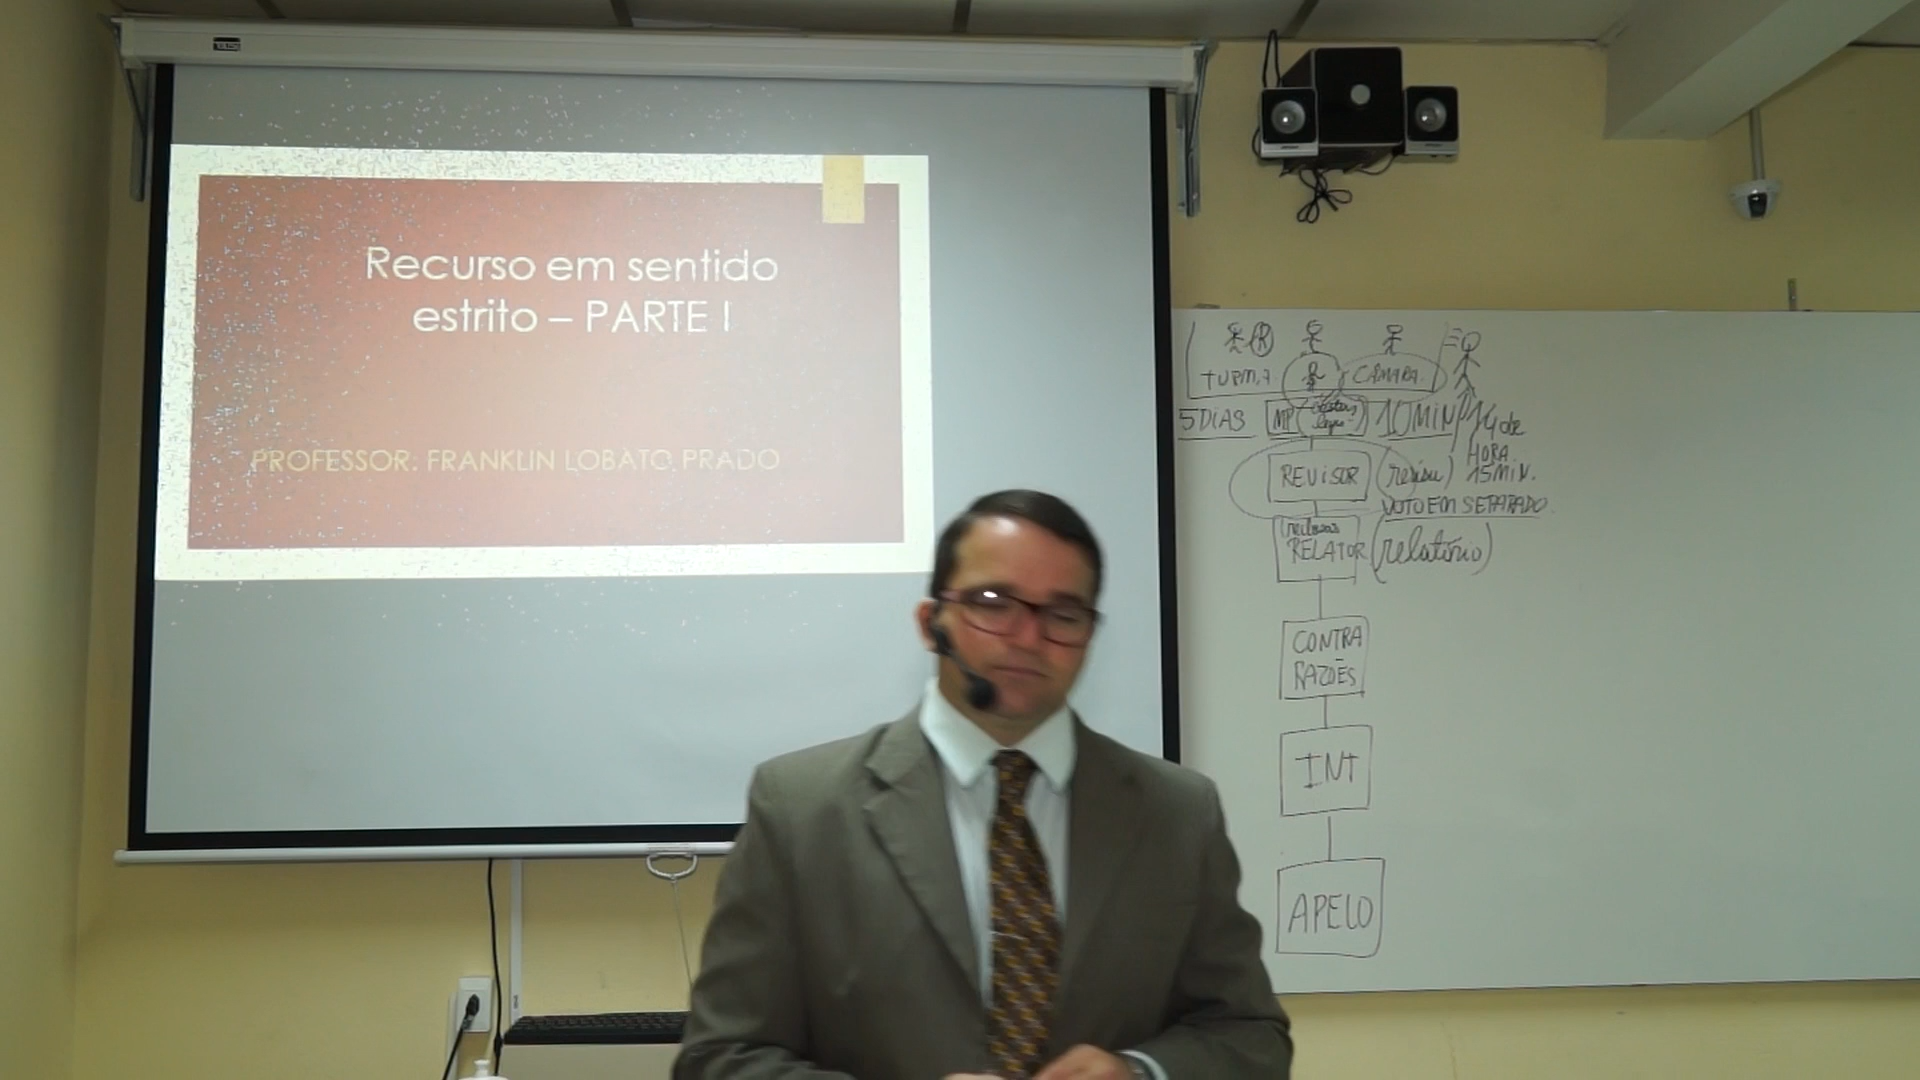 Recurso em sentido
estrito – PARTE I
PROFESSOR: FRANKLIN LOBATO PRADO
TURMA CÂMARA
5 DIAS MP 10 MIN 1/4 de
HORA
15 MIN.
REVISOR
VOTO EM SEPARADO
RELATOR (relatório)
CONTRA
RAZÕES
INT
APELO